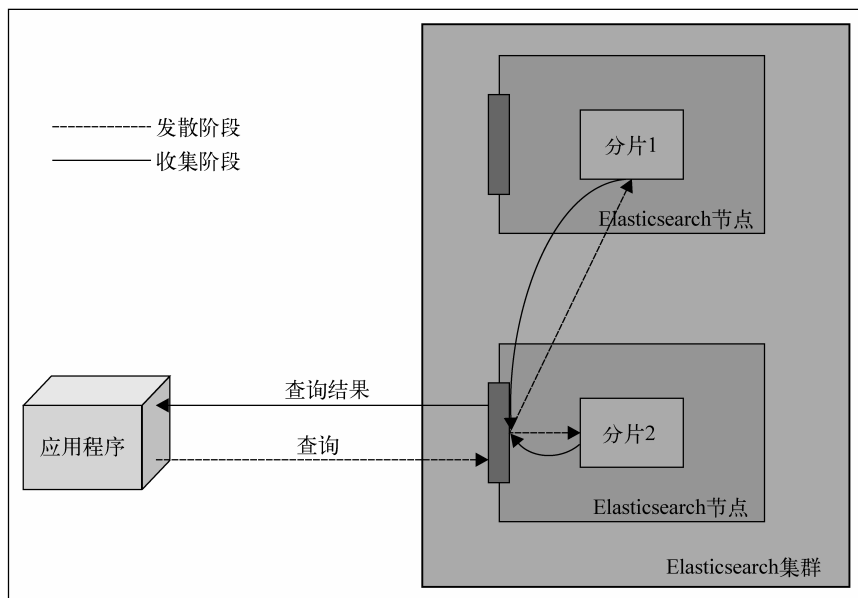 发散阶段
收集阶段
分片1
Elasticsearch节点
查询结果
应用程序
查询
分片2
Elasticsearch节点
Elasticsearch集群